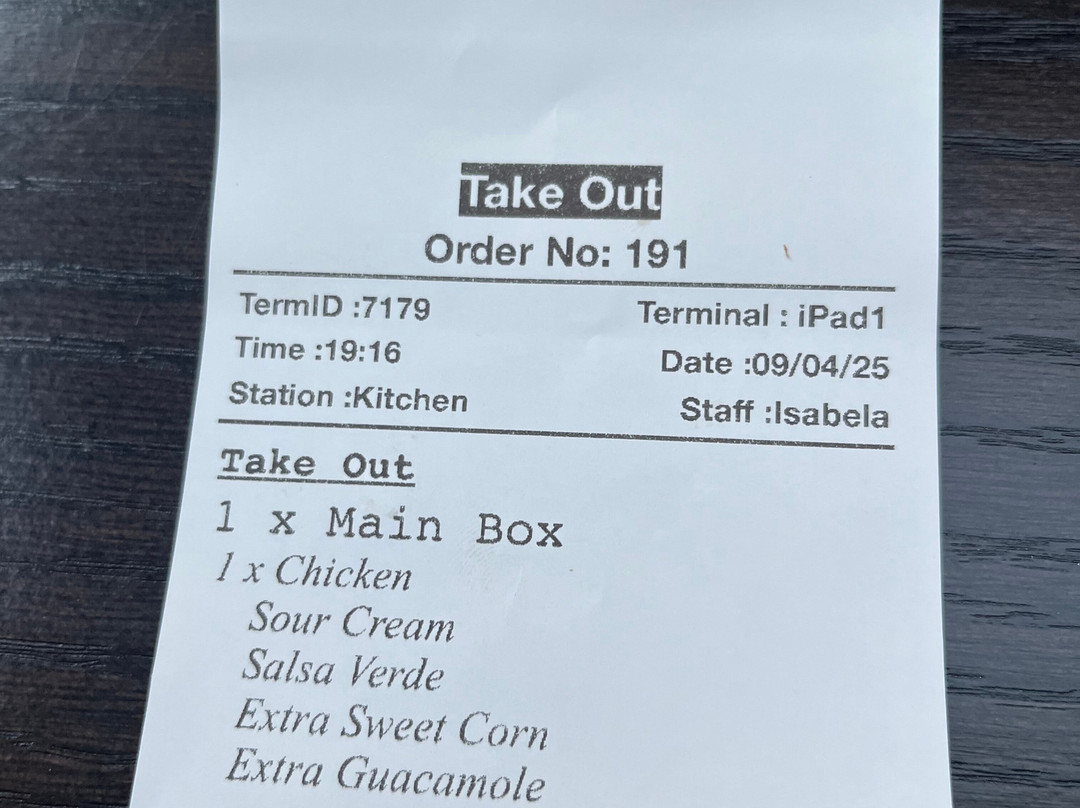 Take Out
Order No: 191
TermID :7179 Terminal : iPad1
Time :19:16 Date :09/04/25
Station :Kitchen Staff :Isabela
Take Out
1 x Main Box
1 x Chicken
Sour Cream
Salsa Verde
Extra Sweet Corn
Extra Guacamole